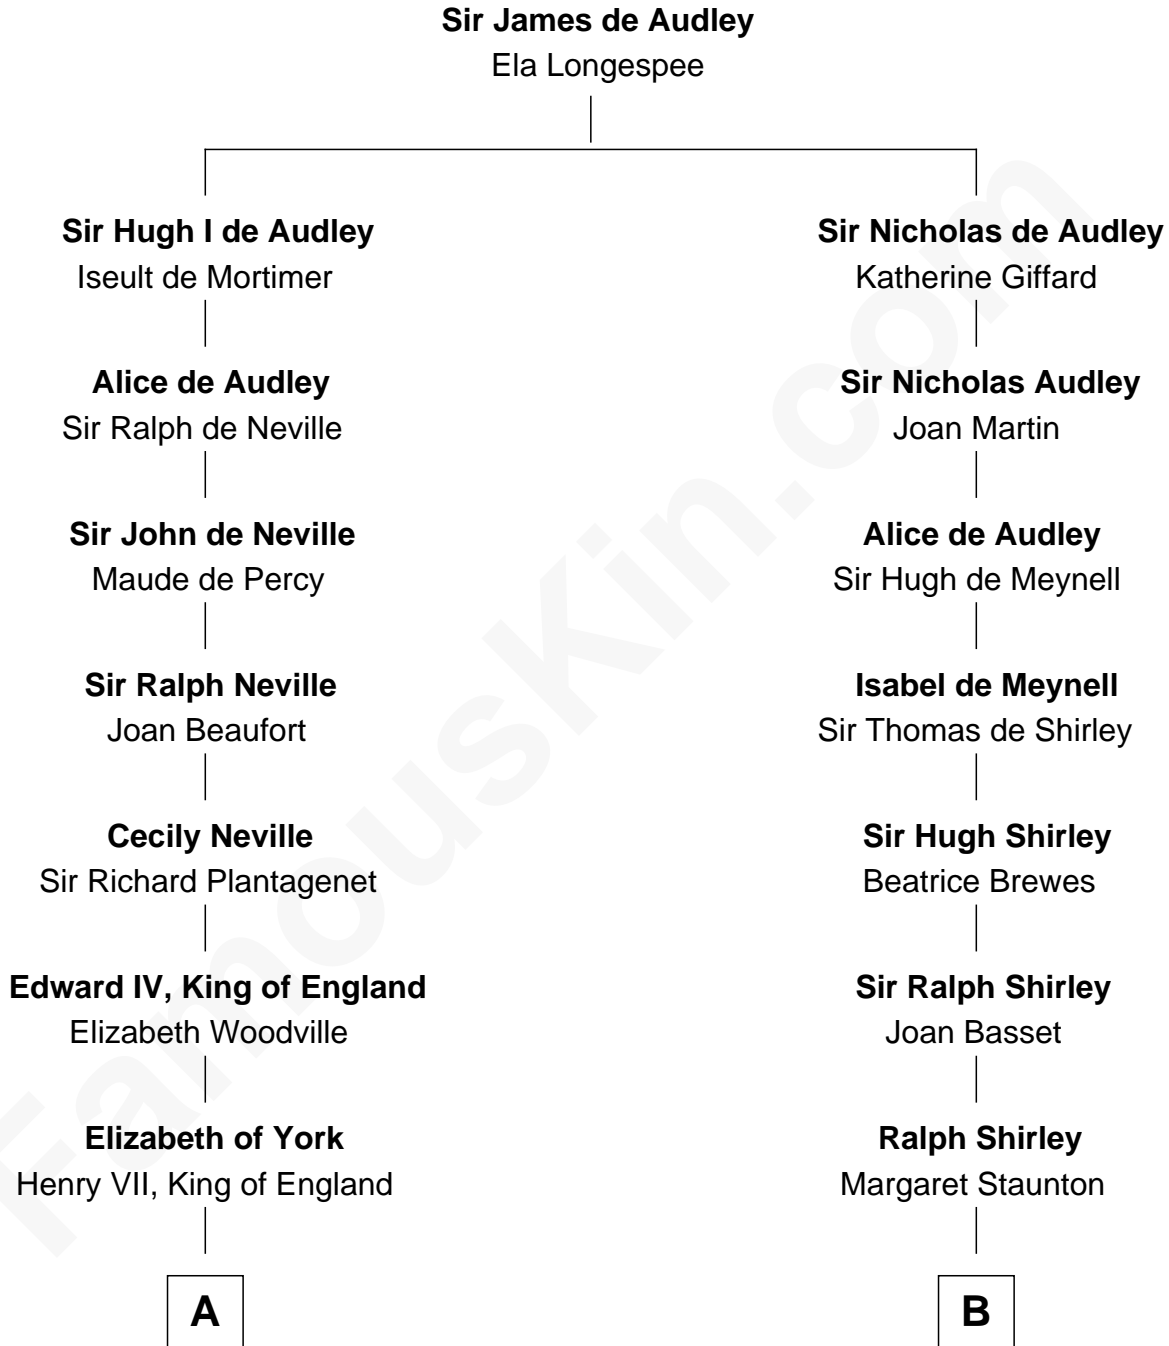 Sir James de Audley
Ela Longespee
Sir Hugh I de Audley
Iseult de Mortimer
Sir Nicholas de Audley
Katherine Giffard
Alice de Audley
Sir Ralph de Neville
Sir Nicholas Audley
Joan Martin
Sir John de Neville
Maude de Percy
Alice de Audley
Sir Hugh de Meynell
Sir Ralph Neville
Joan Beaufort
Isabel de Meynell
Sir Thomas de Shirley
Cecily Neville
Sir Richard Plantagenet
Sir Hugh Shirley
Beatrice Brewes
Edward IV, King of England
Elizabeth Woodville
Sir Ralph Shirley
Joan Basset
Elizabeth of York
Henry VII, King of England
Ralph Shirley
Margaret Staunton
A
B
FamousKin.com